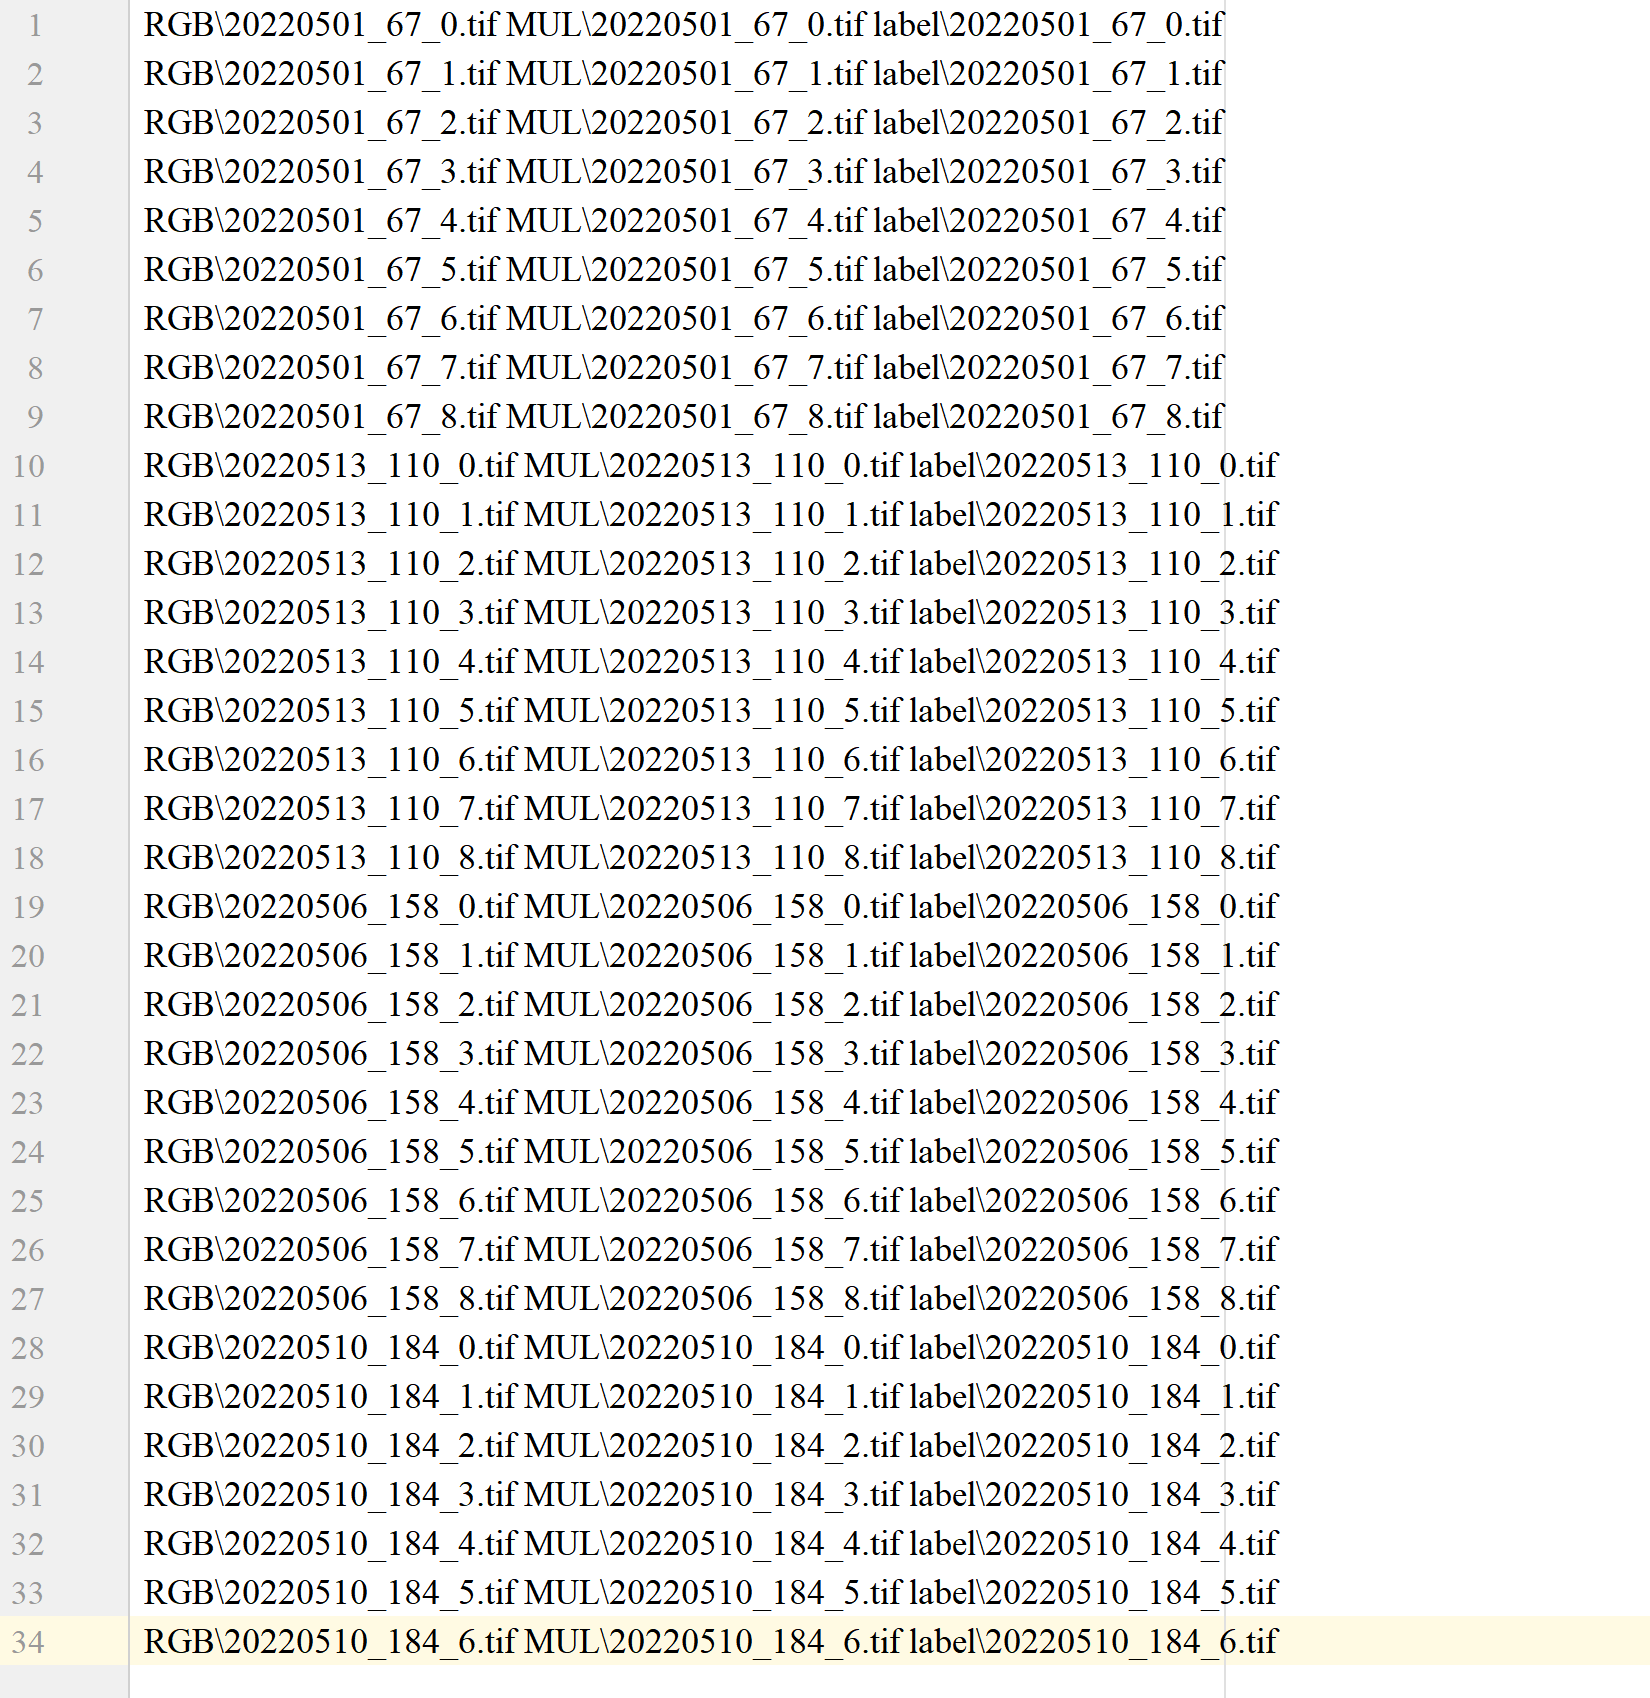 1 RGB\20220501_67_0.tif MUL\20220501_67_0.tif label\20220501_67_0.tif
2 RGB\20220501_67_1.tif MUL\20220501_67_1.tif label\20220501_67_1.tif
3 RGB\20220501_67_2.tif MUL\20220501_67_2.tif label\20220501_67_2.tif
4 RGB\20220501_67_3.tif MUL\20220501_67_3.tif label\20220501_67_3.tif
5 RGB\20220501_67_4.tif MUL\20220501_67_4.tif label\20220501_67_4.tif
6 RGB\20220501_67_5.tif MUL\20220501_67_5.tif label\20220501_67_5.tif
7 RGB\20220501_67_6.tif MUL\20220501_67_6.tif label\20220501_67_6.tif
8 RGB\20220501_67_7.tif MUL\20220501_67_7.tif label\20220501_67_7.tif
9 RGB\20220501_67_8.tif MUL\20220501_67_8.tif label\20220501_67_8.tif
10 RGB\20220513_110_0.tif MUL\20220513_110_0.tif label\20220513_110_0.tif
11 RGB\20220513_110_1.tif MUL\20220513_110_1.tif label\20220513_110_1.tif
12 RGB\20220513_110_2.tif MUL\20220513_110_2.tif label\20220513_110_2.tif
13 RGB\20220513_110_3.tif MUL\20220513_110_3.tif label\20220513_110_3.tif
14 RGB\20220513_110_4.tif MUL\20220513_110_4.tif label\20220513_110_4.tif
15 RGB\20220513_110_5.tif MUL\20220513_110_5.tif label\20220513_110_5.tif
16 RGB\20220513_110_6.tif MUL\20220513_110_6.tif label\20220513_110_6.tif
17 RGB\20220513_110_7.tif MUL\20220513_110_7.tif label\20220513_110_7.tif
18 RGB\20220513_110_8.tif MUL\20220513_110_8.tif label\20220513_110_8.tif
19 RGB\20220506_158_0.tif MUL\20220506_158_0.tif label\20220506_158_0.tif
20 RGB\20220506_158_1.tif MUL\20220506_158_1.tif label\20220506_158_1.tif
21 RGB\20220506_158_2.tif MUL\20220506_158_2.tif label\20220506_158_2.tif
22 RGB\20220506_158_3.tif MUL\20220506_158_3.tif label\20220506_158_3.tif
23 RGB\20220506_158_4.tif MUL\20220506_158_4.tif label\20220506_158_4.tif
24 RGB\20220506_158_5.tif MUL\20220506_158_5.tif label\20220506_158_5.tif
25 RGB\20220506_158_6.tif MUL\20220506_158_6.tif label\20220506_158_6.tif
26 RGB\20220506_158_7.tif MUL\20220506_158_7.tif label\20220506_158_7.tif
27 RGB\20220506_158_8.tif MUL\20220506_158_8.tif label\20220506_158_8.tif
28 RGB\20220510_184_0.tif MUL\20220510_184_0.tif label\20220510_184_0.tif
29 RGB\20220510_184_1.tif MUL\20220510_184_1.tif label\20220510_184_1.tif
30 RGB\20220510_184_2.tif MUL\20220510_184_2.tif label\20220510_184_2.tif
31 RGB\20220510_184_3.tif MUL\20220510_184_3.tif label\20220510_184_3.tif
32 RGB\20220510_184_4.tif MUL\20220510_184_4.tif label\20220510_184_4.tif
33 RGB\20220510_184_5.tif MUL\20220510_184_5.tif label\20220510_184_5.tif
34 RGB\20220510_184_6.tif MUL\20220510_184_6.tif label\20220510_184_6.tif